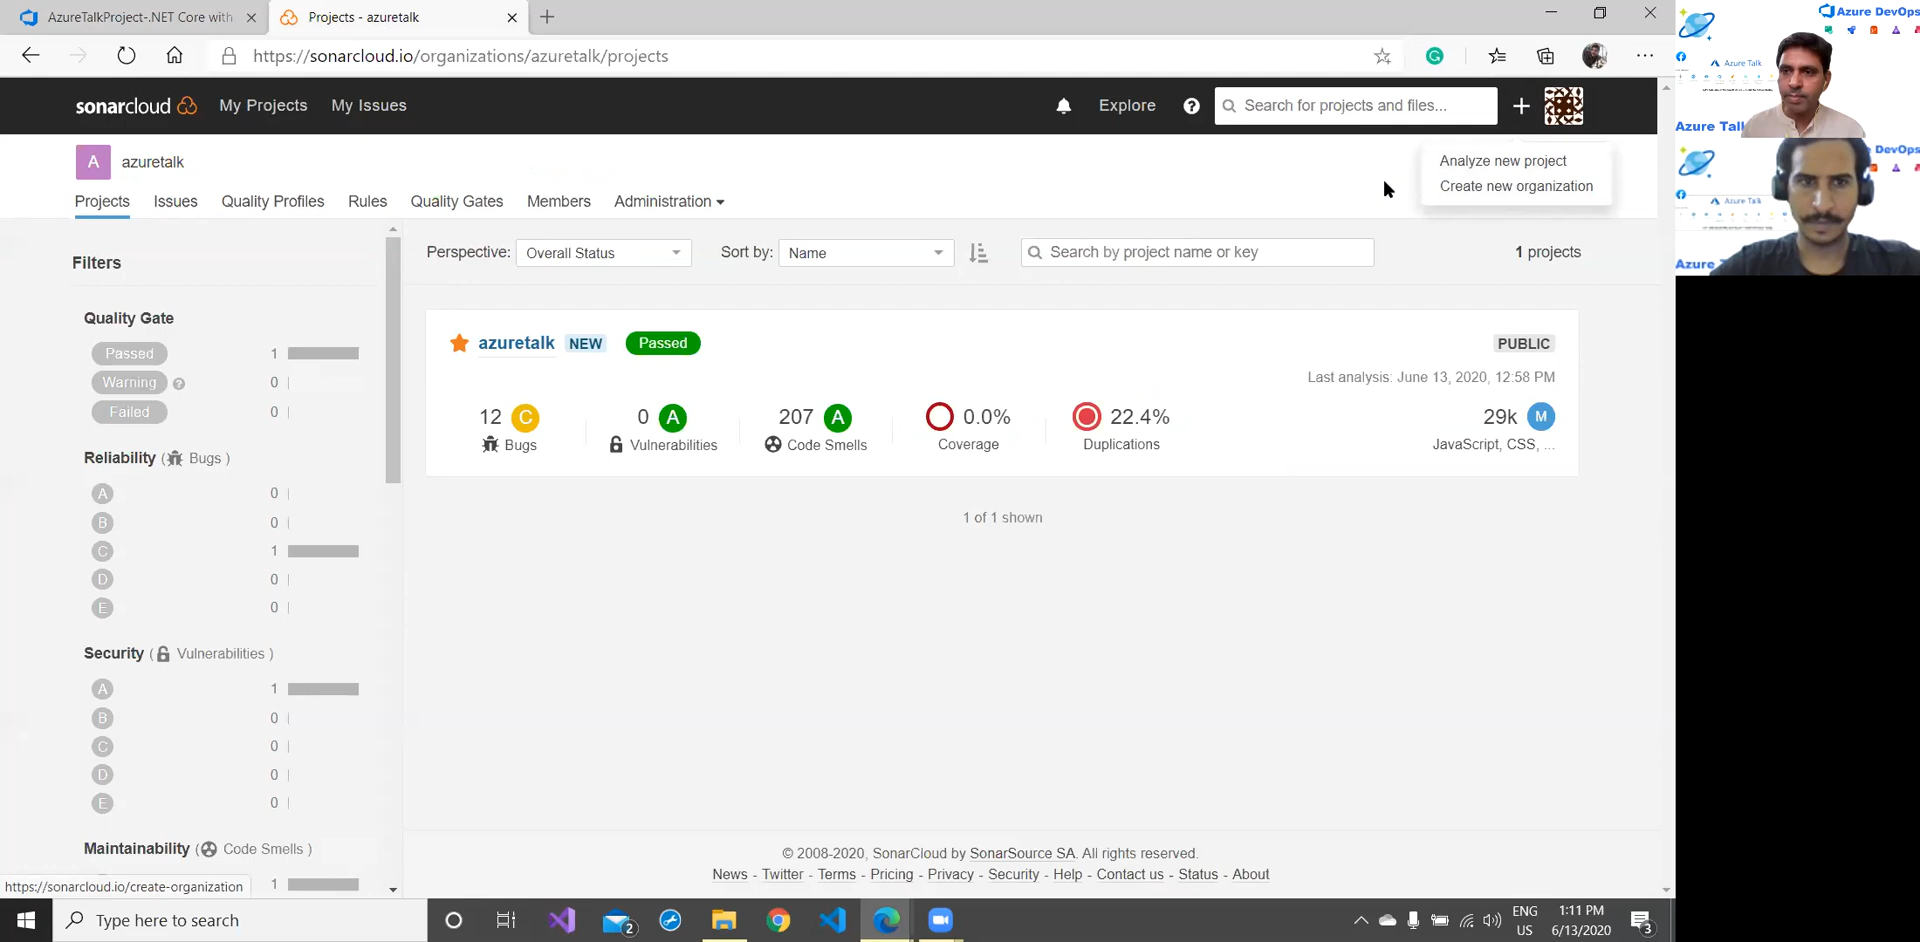 AzureTalkProject-.NET Core with
Projects - azuretalk
https://sonarcloud.io/organizations/azuretalk/projects
sonarcloud My Projects My Issues Explore Search for projects and files...
A azuretalk
Analyze new project
Create new organization
Projects Issues Quality Profiles Rules Quality Gates Members Administration
Perspective: Overall Status Sort by: Name Search by project name or key 1 projects
Filters
Quality Gate
Passed 1
Warning ? 0
Failed 0
Reliability ( Bugs )
A 0
B 0
C 1
D 0
E 0
Security ( Vulnerabilities )
A 1
B 0
C 0
D 0
E 0
Maintainability ( Code Smells )
1
azuretalk NEW Passed PUBLIC
Last analysis: June 13, 2020, 12:58 PM
12 C 0 A 207 A 0.0% 22.4% 29k M
Bugs Vulnerabilities Code Smells Coverage Duplications JavaScript, CSS, ...
1 of 1 shown
© 2008-2020, SonarCloud by SonarSource SA. All rights reserved.
News - Twitter - Terms - Pricing - Privacy - Security - Help - Contact us - Status - About
https://sonarcloud.io/create-organization
Type here to search
2
ENG
US
1:11 PM
6/13/2020
3
Azure DevOps
Azure Talk
Azure Talk
DevOps
Azure Talk
Azure